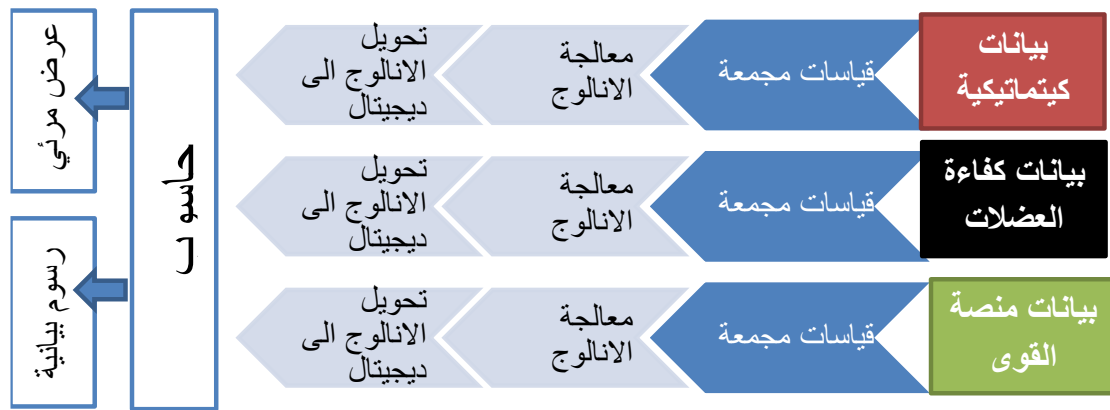 بيانات
كيتماتيكية
قياسات مجمعة
معالجة
الانالوج
تحويل
الانالوج الى
ديجيتال
بيانات كفاءة
العضلات
قياسات مجمعة
معالجة
الانالوج
تحويل
الانالوج الى
ديجيتال
بيانات منصة
القوى
قياسات مجمعة
معالجة
الانالوج
تحويل
الانالوج الى
ديجيتال
حاسوب
عرض مرئي
رسوم بيانية